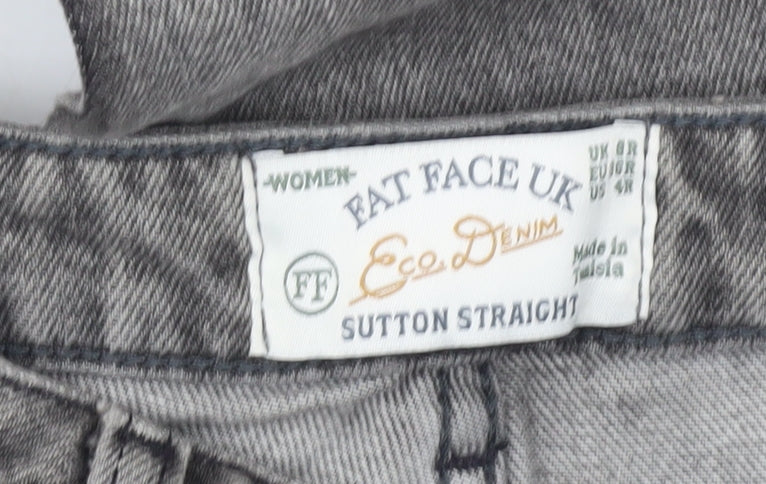 -WOMEN-
FAT FACE UK
UK 8R
EU 36R
US 4R
Eco. Denim
FF
Made in
Tunisia
SUTTON STRAIGHT